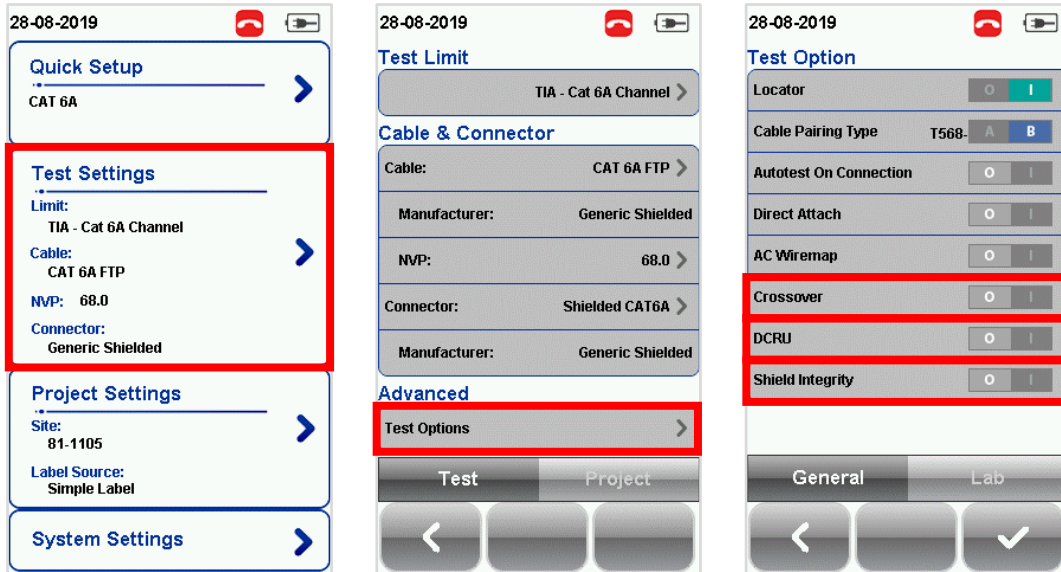 28-08-2019
Quick Setup
CAT 6A
Test Settings
Limit:
TIA - Cat 6A Channel
Cable:
CAT 6A FTP
NVP: 68.0
Connector:
Generic Shielded
Project Settings
Site:
81-1105
Label Source:
Simple Label
System Settings
28-08-2019
Test Limit
TIA - Cat 6A Channel
Cable & Connector
Cable: CAT 6A FTP
Manufacturer: Generic Shielded
NVP: 68.0
Connector: Shielded CAT6A
Manufacturer: Generic Shielded
Advanced
Test Options
Test Project
28-08-2019
Test Option
Locator O I
Cable Pairing Type T568- A B
Autotest On Connection O I
Direct Attach O I
AC Wiremap O I
Crossover O I
DCRU O I
Shield Integrity O I
General Lab